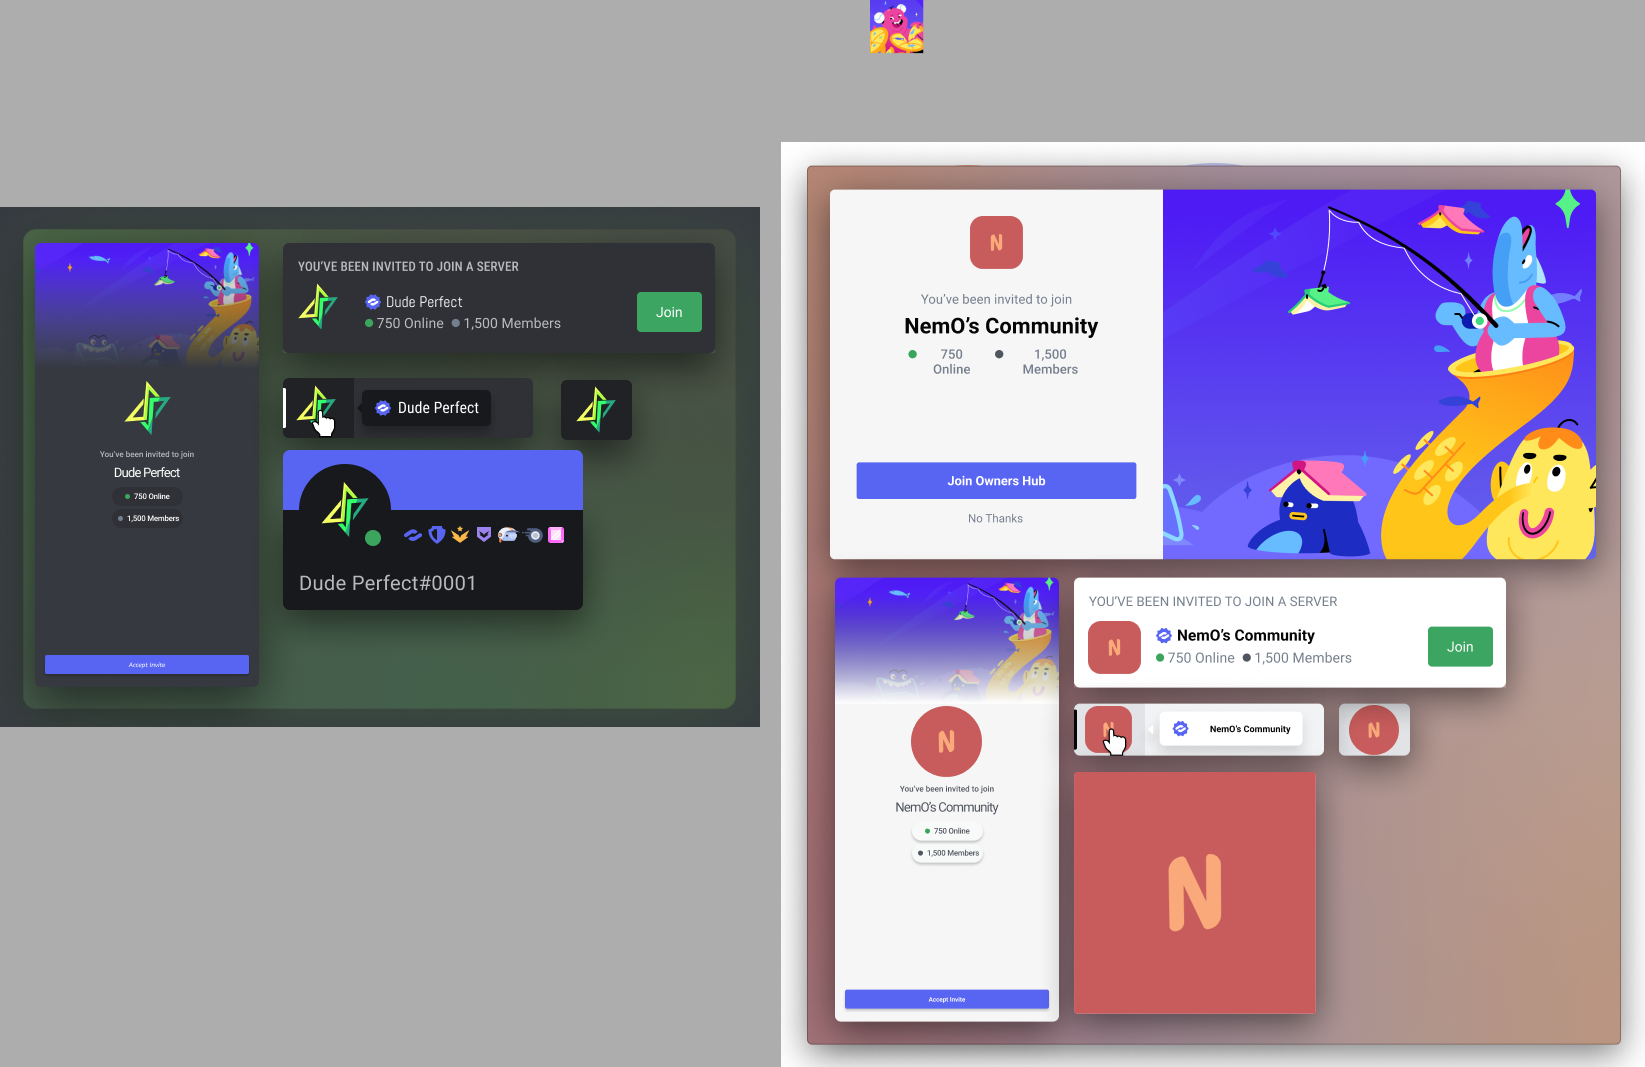 You've been invited to join
Dude Perfect
750 Online
1,500 Members
Accept Invite
YOU'VE BEEN INVITED TO JOIN A SERVER
Dude Perfect
750 Online 1,500 Members
Join
Dude Perfect
Dude Perfect#0001
N
You've been invited to join
NemO's Community
750 Online
1,500 Members
Join Owners Hub
No Thanks
N
You've been invited to join
NemO's Community
750 Online
1,500 Members
Accept Invite
YOU'VE BEEN INVITED TO JOIN A SERVER
N
NemO's Community
750 Online 1,500 Members
Join
N
NemO's Community
N
N